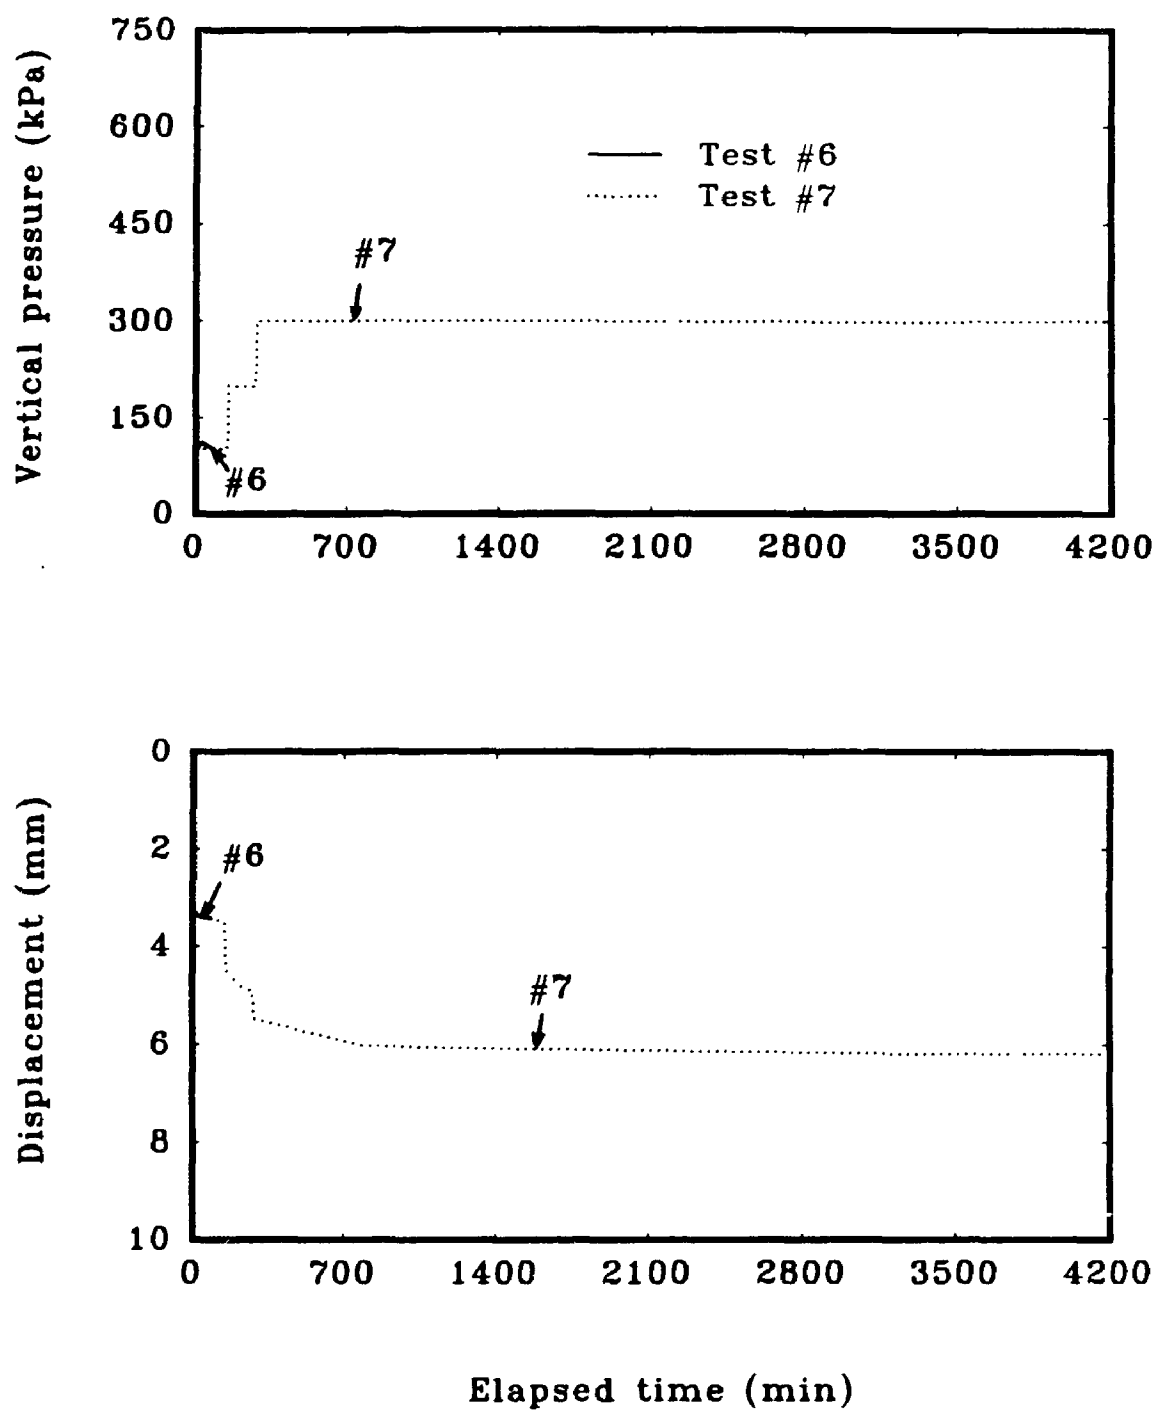 Vertical pressure (kPa)
750
600
450
300
150
0
Test #6
Test #7
#7
#6
0 700 1400 2100 2800 3500 4200
Displacement (mm)
0
2
4
6
8
10
#6
#7
0 700 1400 2100 2800 3500 4200
Elapsed time (min)